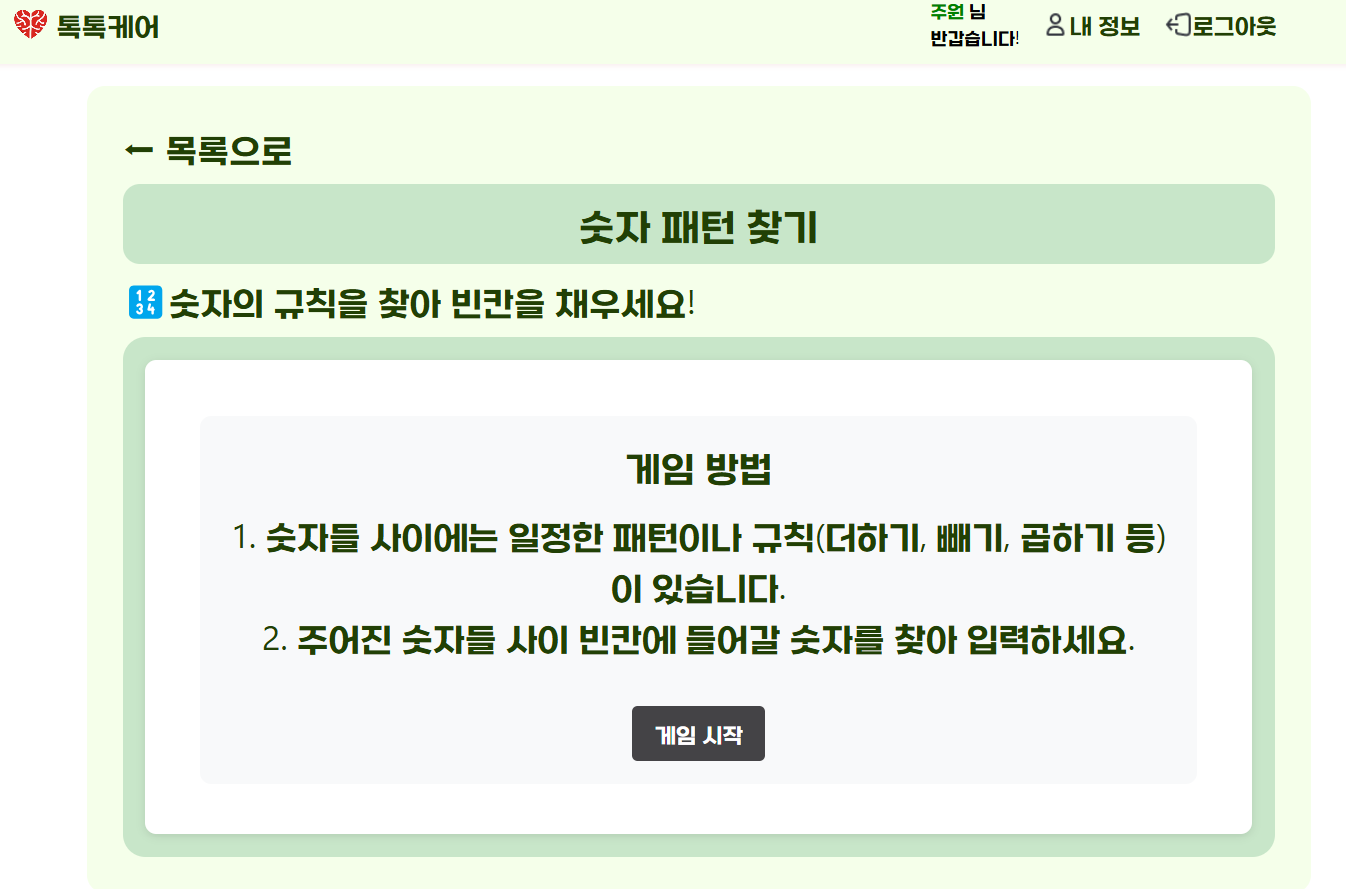 톡톡케어
주원 님
반갑습니다!
내 정보
로그아웃
← 목록으로
숫자 패턴 찾기
🔢 숫자의 규칙을 찾아 빈칸을 채우세요!
게임 방법
1. 숫자들 사이에는 일정한 패턴이나 규칙(더하기, 빼기, 곱하기 등)
이 있습니다.
2. 주어진 숫자들 사이 빈칸에 들어갈 숫자를 찾아 입력하세요.
게임 시작